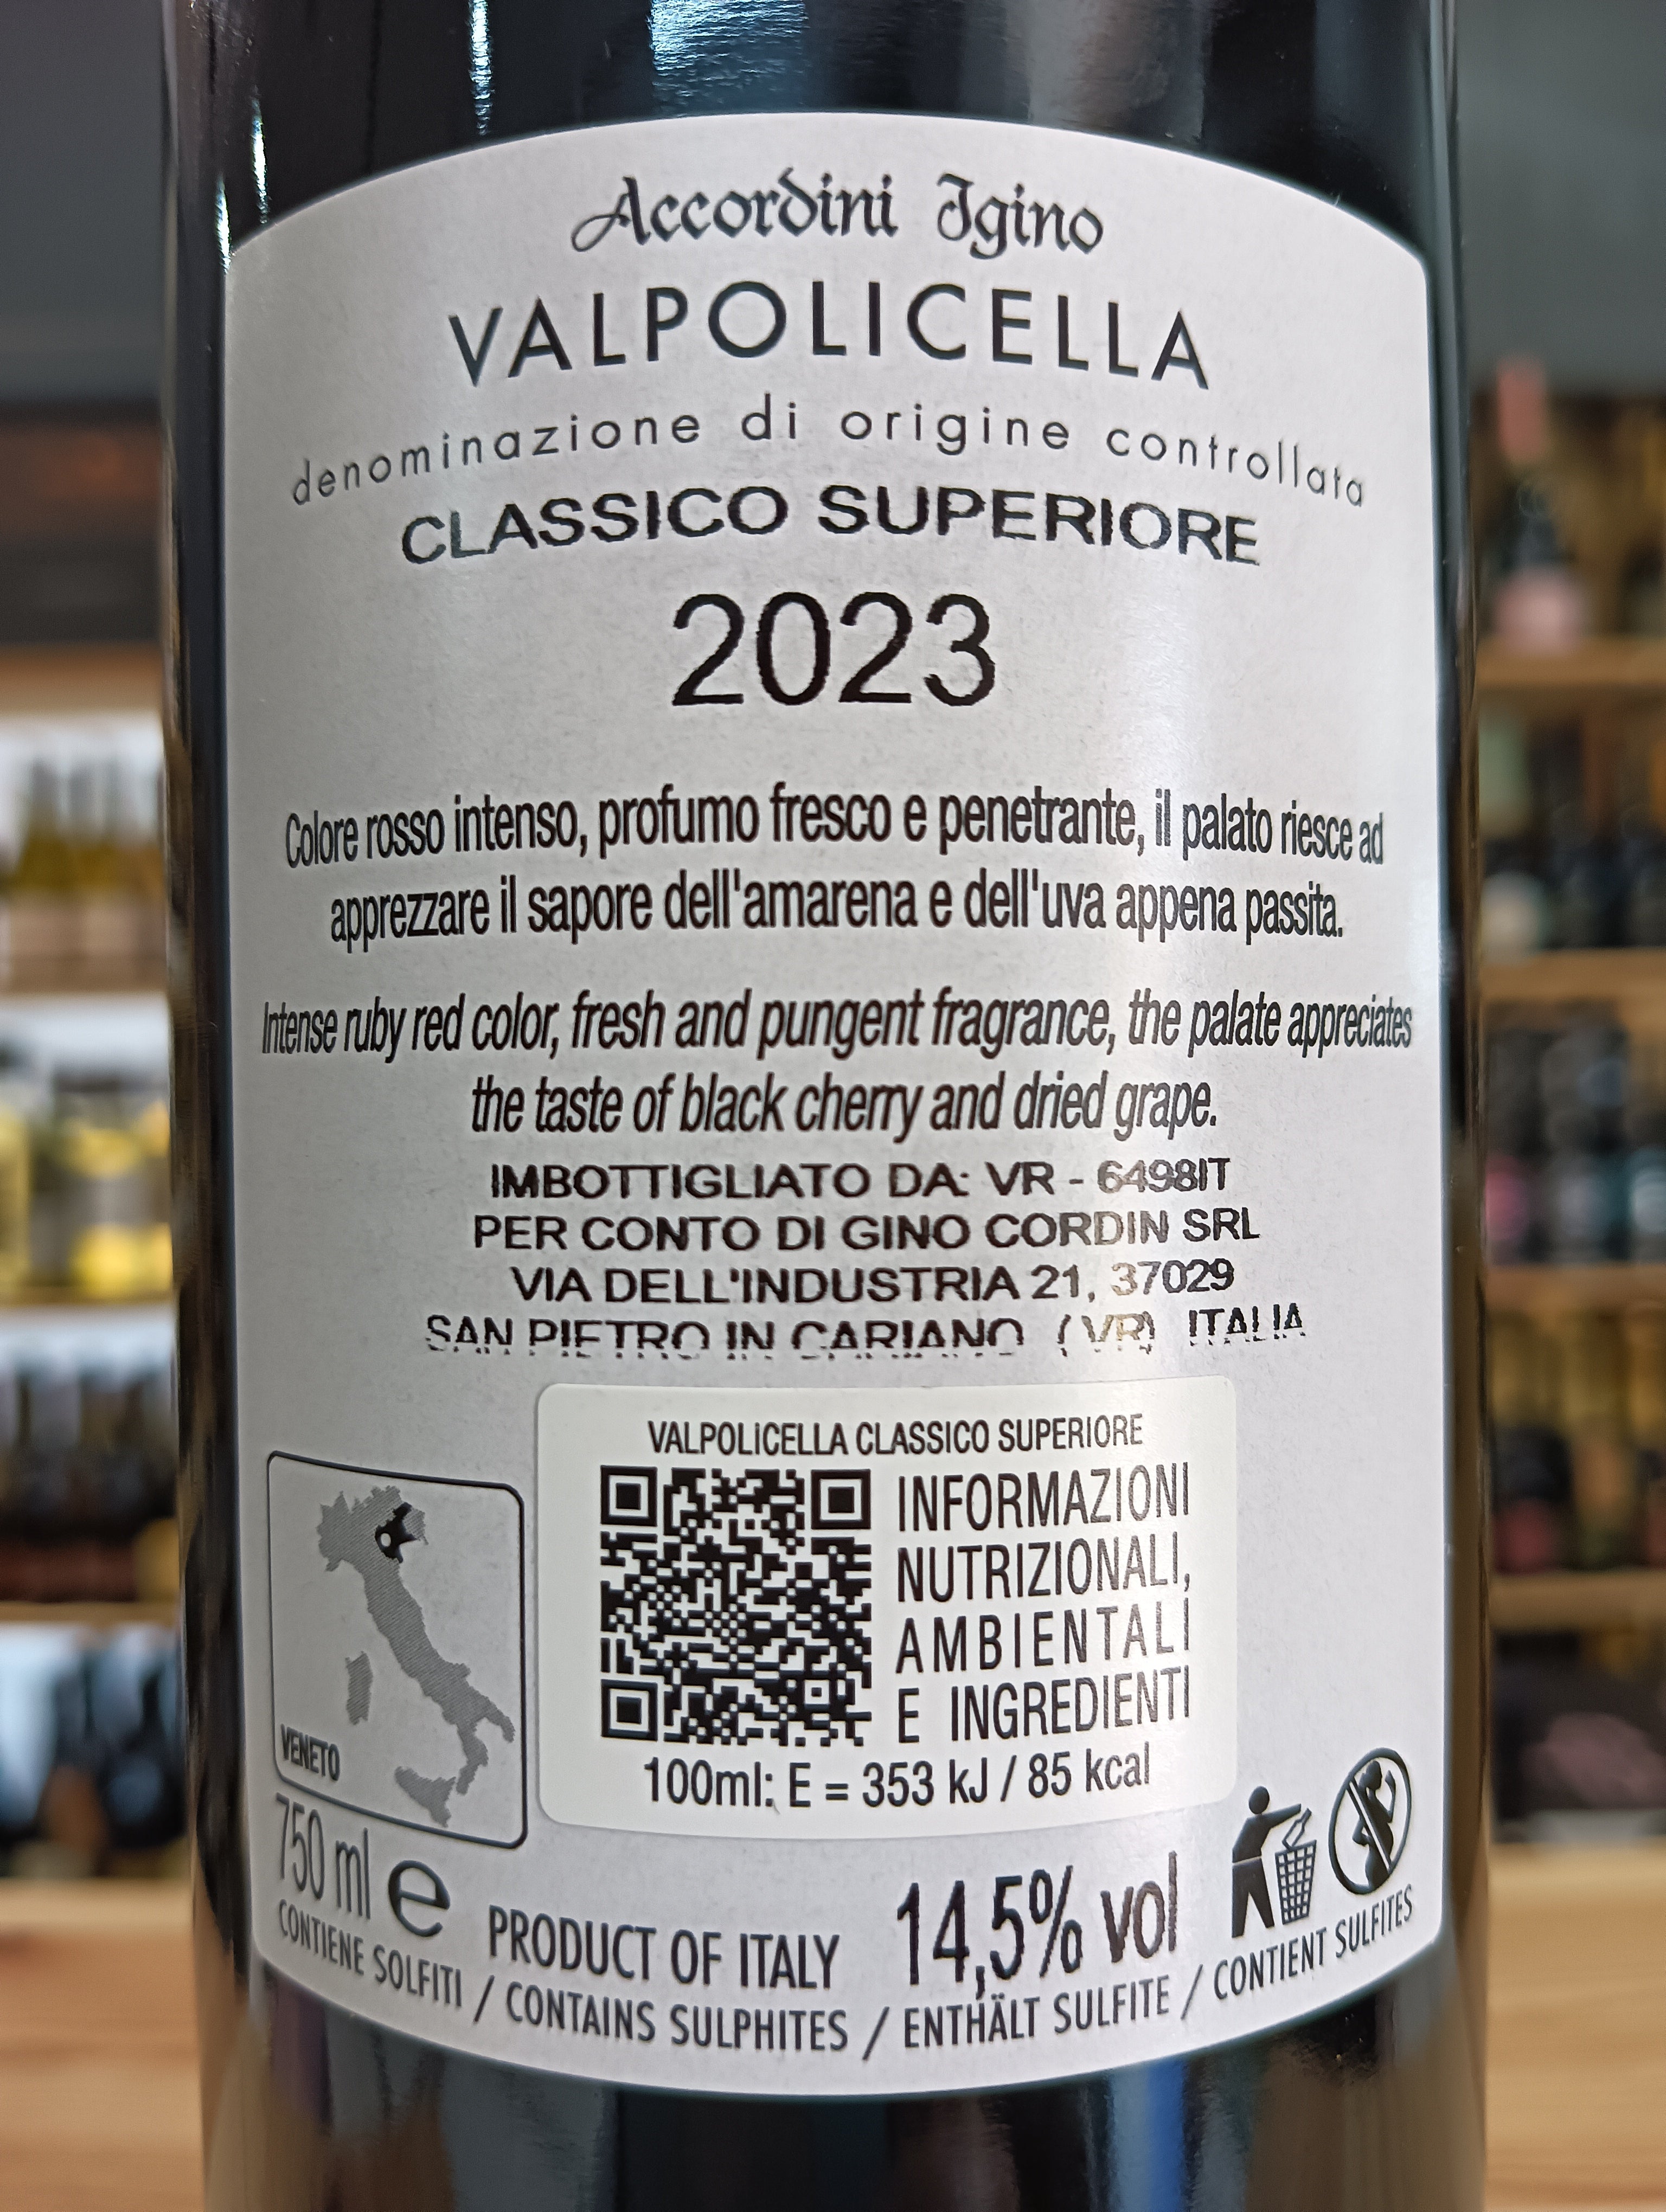 Accordini Igino
VALPOLICELLA
denominazione di origine controllata
CLASSICO SUPERIORE
2023
Colore rosso intenso, profumo fresco e penetrante, il palato riesce ad
apprezzare il sapore dell'amarena e dell'uva appena passita.
Intense ruby red color, fresh and pungent fragrance, the palate appreciates
the taste of black cherry and dried grape.
IMBOTTIGLIATO DA: VR - 6498IT
PER CONTO DI GINO CORDIN SRL
VIA DELL'INDUSTRIA 21, 37029
SAN PIETRO IN CARIANO (VR) ITALIA
VALPOLICELLA CLASSICO SUPERIORE
INFORMAZIONI
NUTRIZIONALI,
AMBIENTALI
E INGREDIENTI
100ml: E = 353 kJ / 85 kcal
VENETO
750 ml e
PRODUCT OF ITALY
14,5% vol
CONTIENE SOLFITI / CONTAINS SULPHITES / ENTHÄLT SULFITE / CONTIENT SULFITES